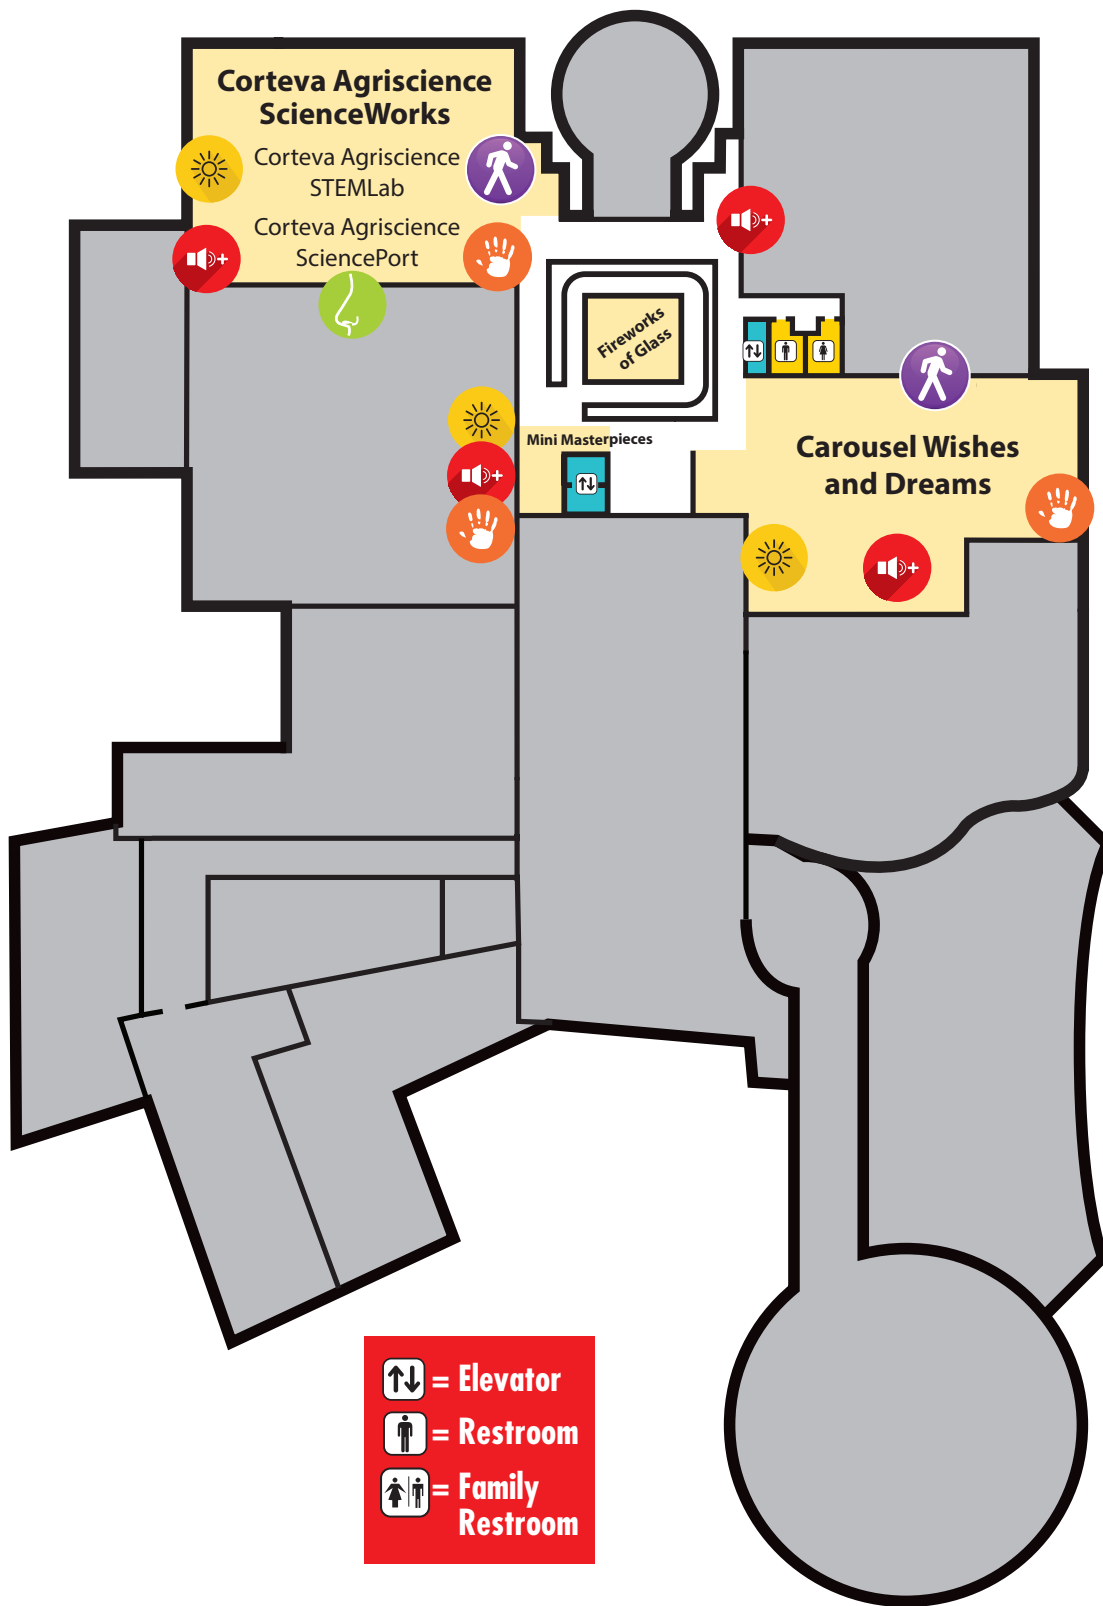 Corteva Agriscience
ScienceWorks
Corteva Agriscience
STEMLab
Corteva Agriscience
SciencePort
Fireworks
of Glass
Mini Masterpieces
Carousel Wishes
and Dreams
= Elevator
= Restroom
= Family
Restroom